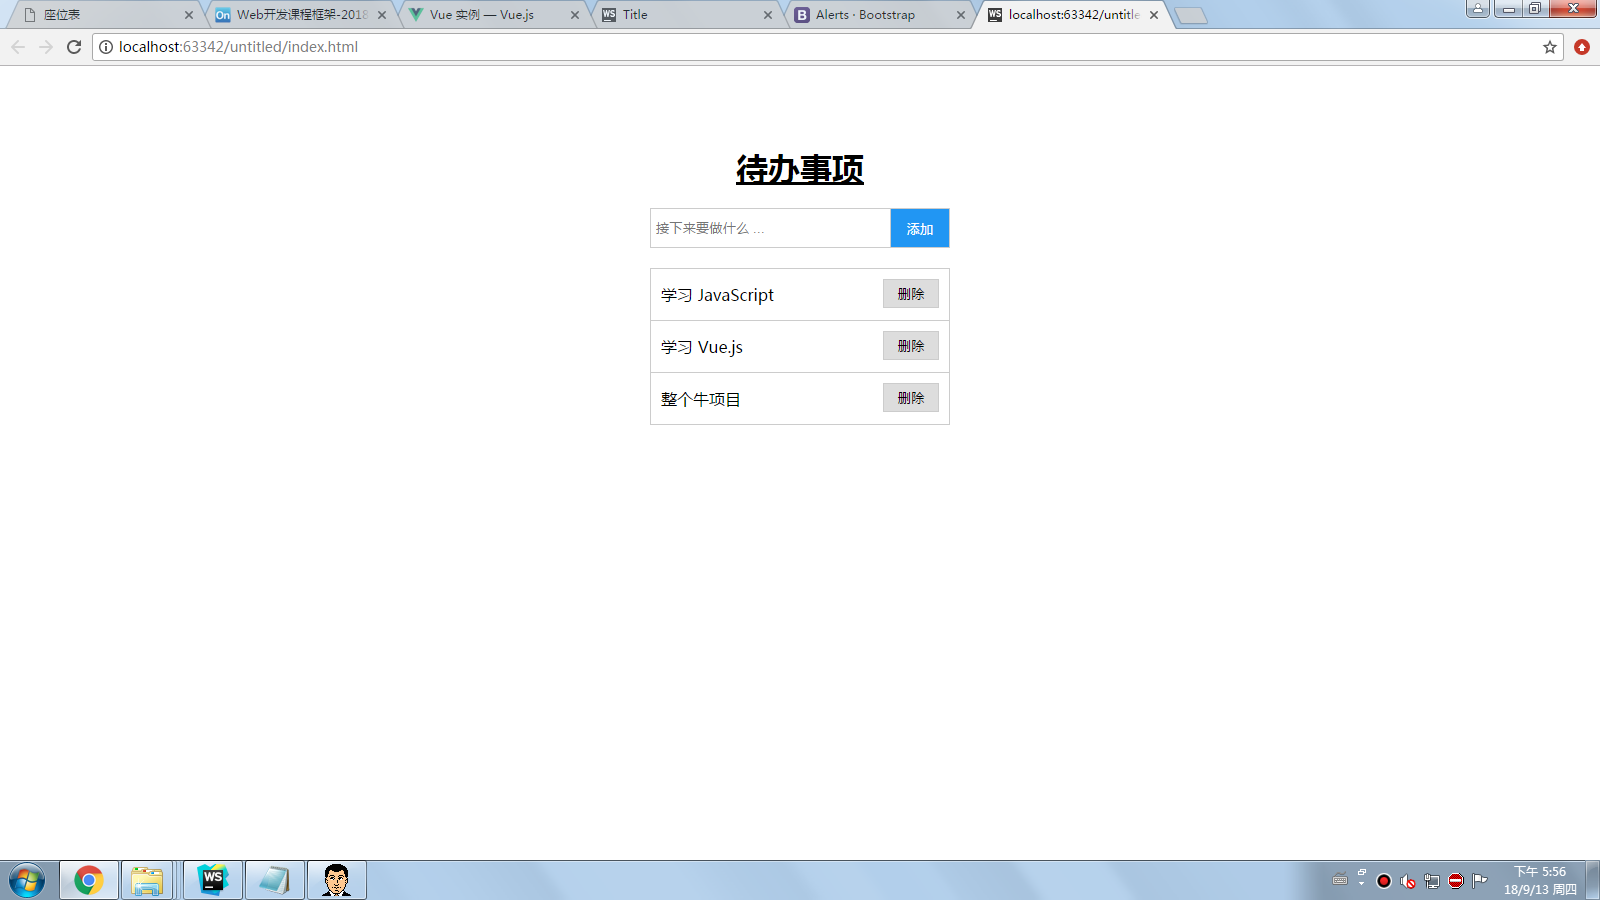 座位表
Web开发课程框架-2018
Vue 实例 — Vue.js
WS Title
B Alerts · Bootstrap
WS localhost:63342/untitle
localhost:63342/untitled/index.html
待办事项
接下来要做什么 ...
添加
学习 JavaScript
删除
学习 Vue.js
删除
整个牛项目
删除
WS
下午 5:56
18/9/13 周四